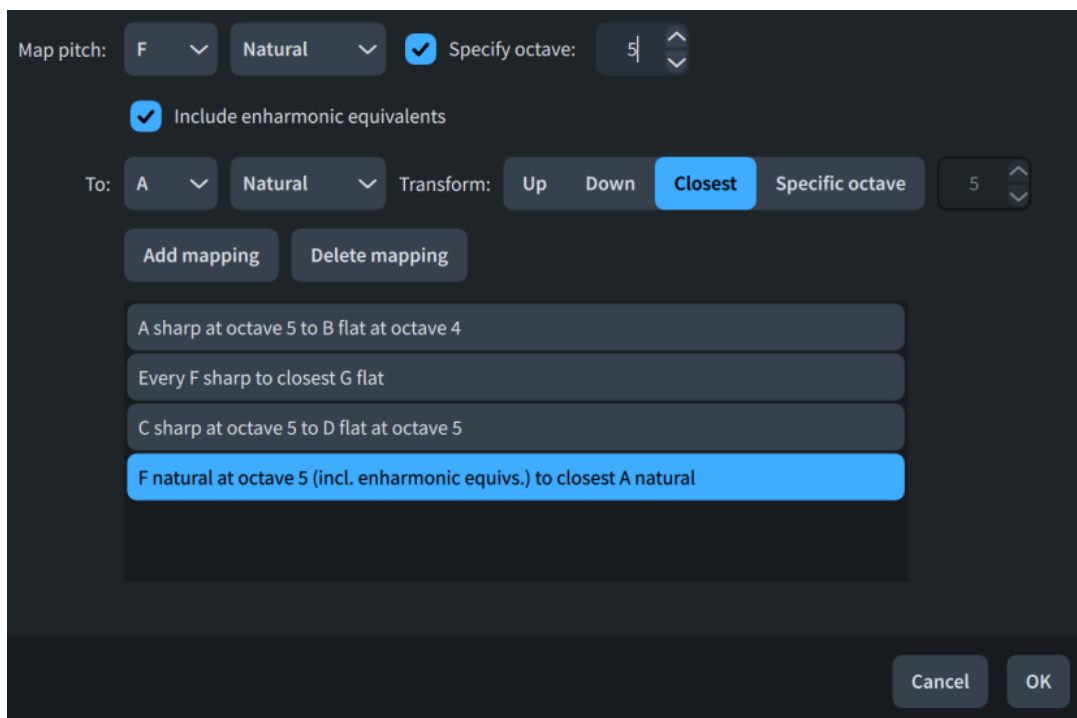 Map pitch: F Natural Specify octave: 5
Include enharmonic equivalents
To: A Natural Transform: Up Down Closest Specific octave 5
Add mapping Delete mapping
A sharp at octave 5 to B flat at octave 4
Every F sharp to closest G flat
C sharp at octave 5 to D flat at octave 5
F natural at octave 5 (incl. enharmonic equivs.) to closest A natural
Cancel OK